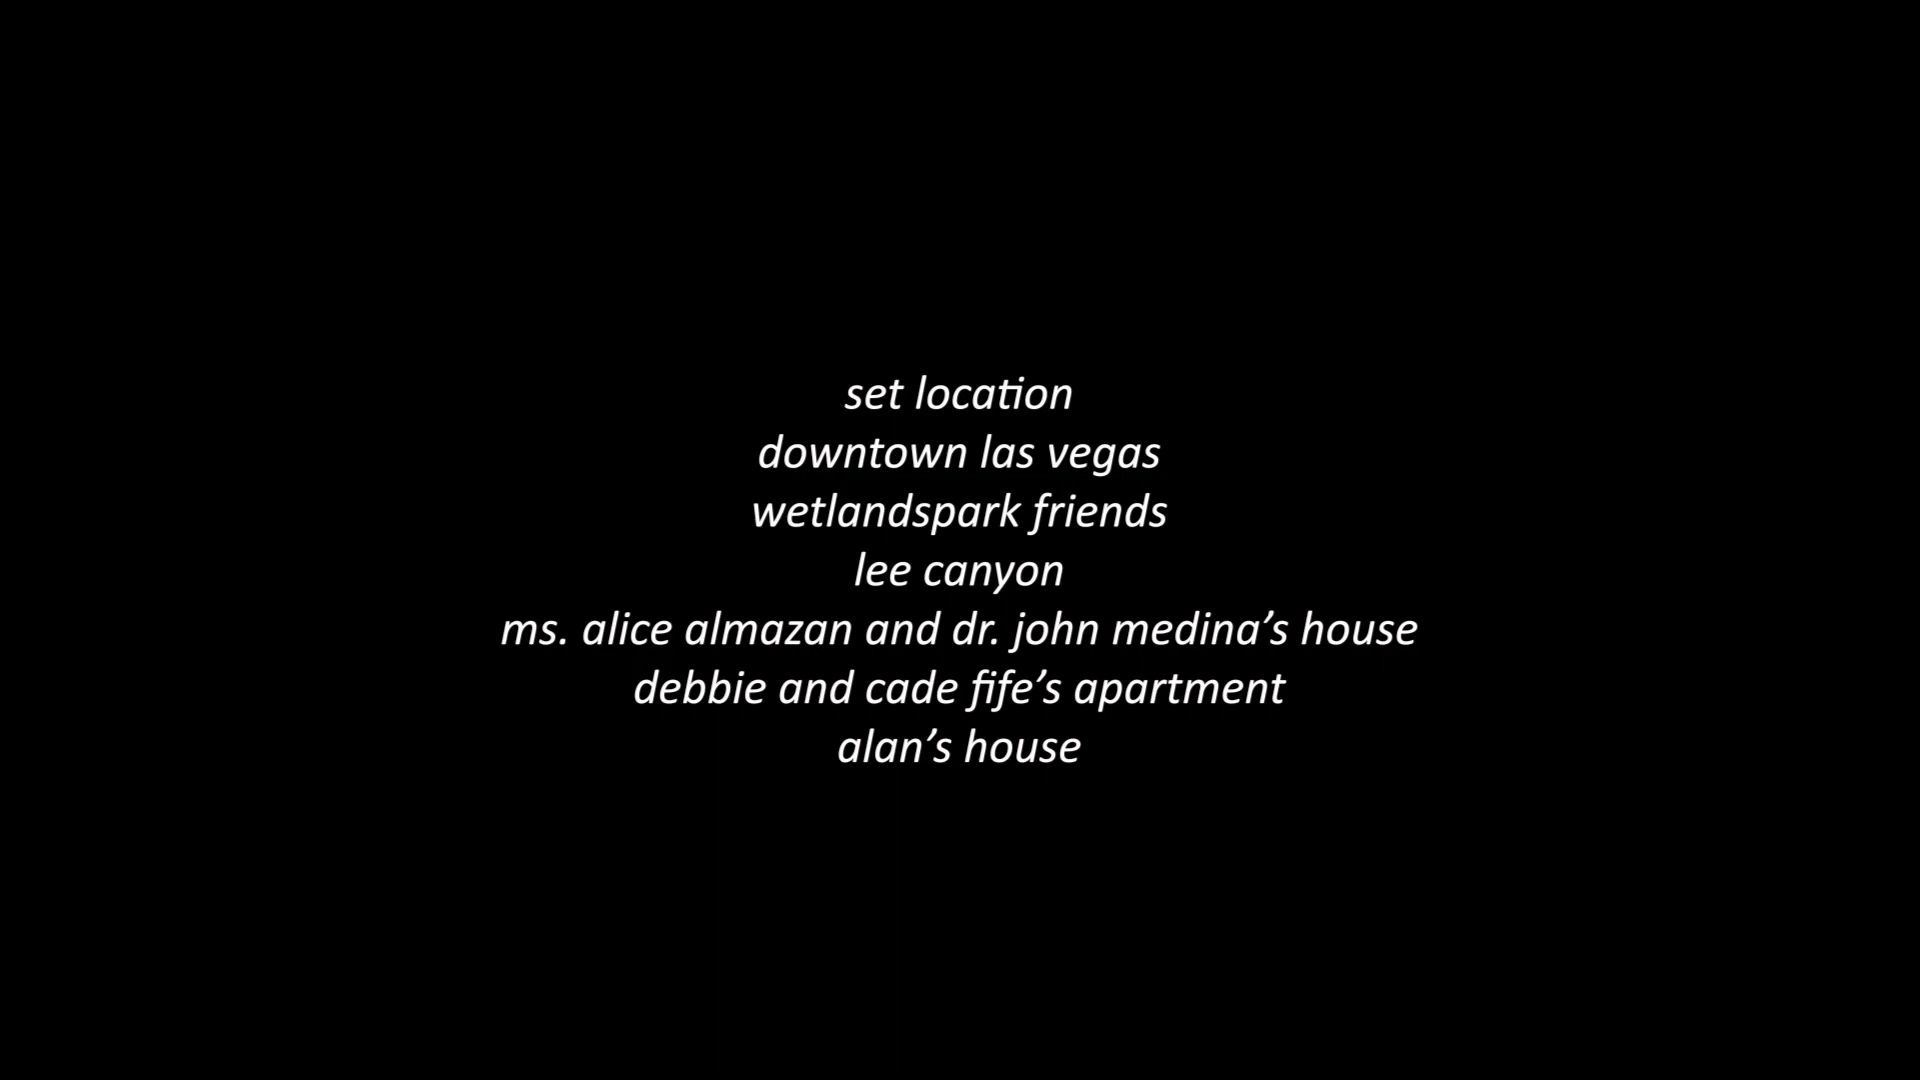 set location
downtown las vegas
wetlandspark friends
lee canyon
ms. alice almazan and dr. john medina’s house
debbie and cade fife’s apartment
alan’s house